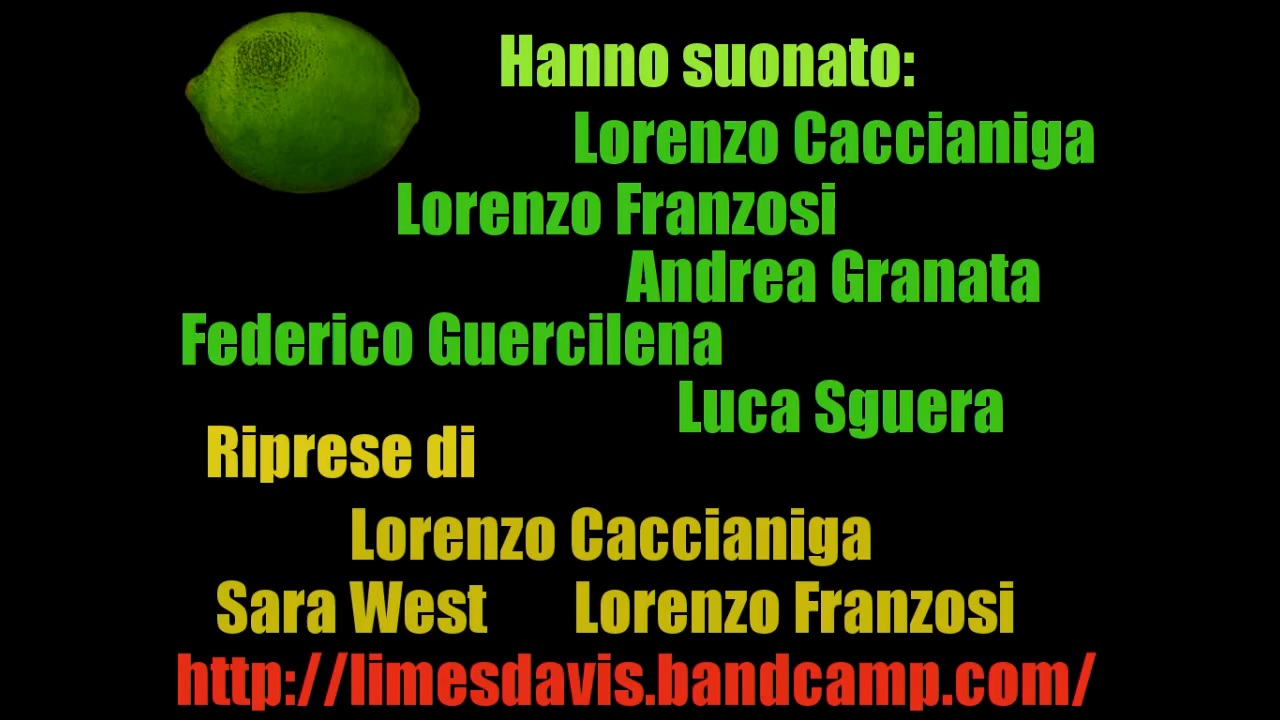 Hanno suonato:
Lorenzo Caccianiga
Lorenzo Franzosi
Andrea Granata
Federico Guercilena
Luca Sguera
Riprese di
Lorenzo Caccianiga
Sara West Lorenzo Franzosi
http://limesdavis.bandcamp.com/